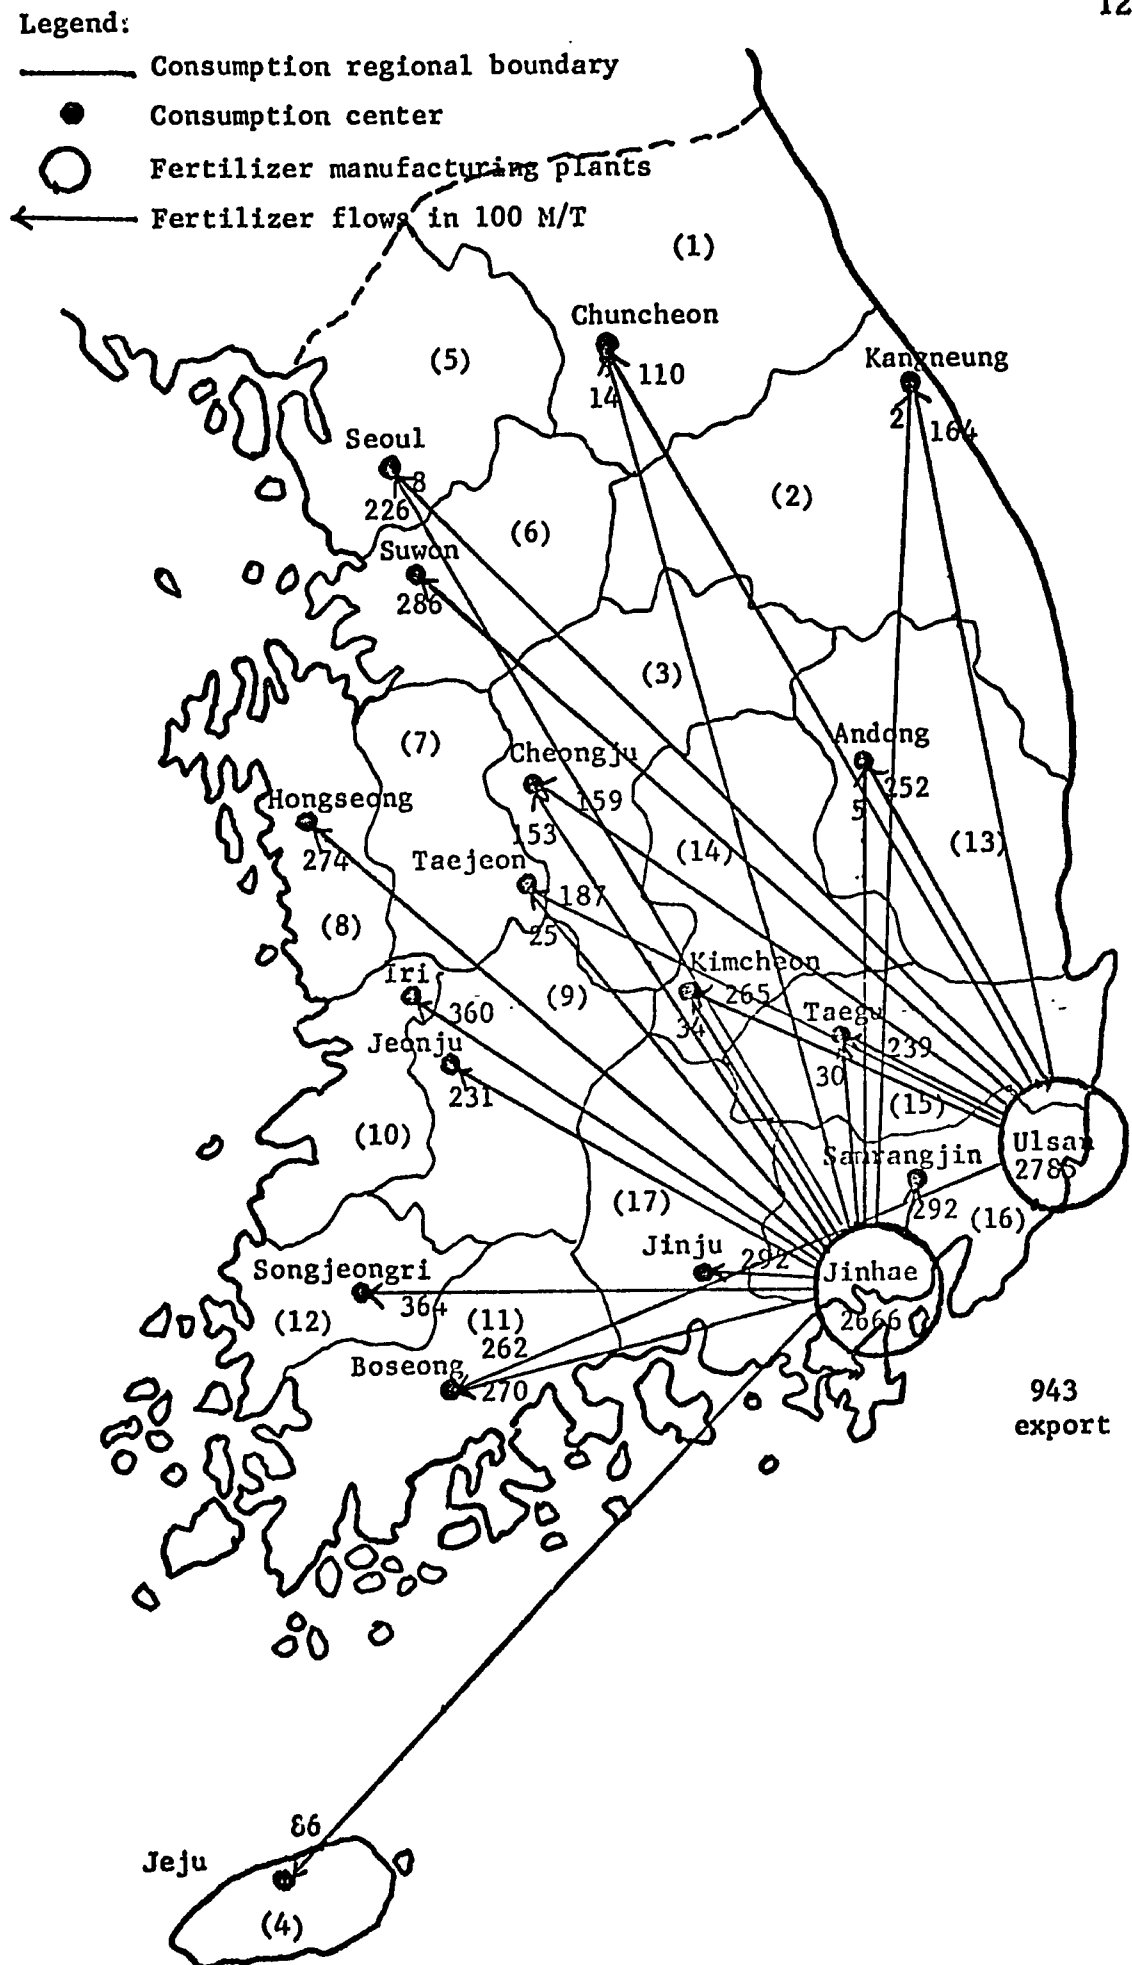 12
Legend:
Consumption regional boundary
Consumption center
Fertilizer manufacturing plants
Fertilizer flows in 100 M/T
(1)
Chuncheon
110
14
Kangneung
2
164
(5)
Seoul
8
226
(2)
(6)
Suwon
286
(3)
(7)
Andong
252
5
Cheongju
159
153
Hongseong
274
(14)
(13)
Taejeon
187
25
(8)
Kimcheon
265
34
Iri
360
(9)
Taegu
239
30
Jeonju
231
(15)
(10)
Ulsan
2785
Samrangjin
292
(16)
(17)
Jinju
292
Jinhae
2666
Songjeongri
364
(12)
(11)
262
Boseong
270
943
export
86
Jeju
(4)